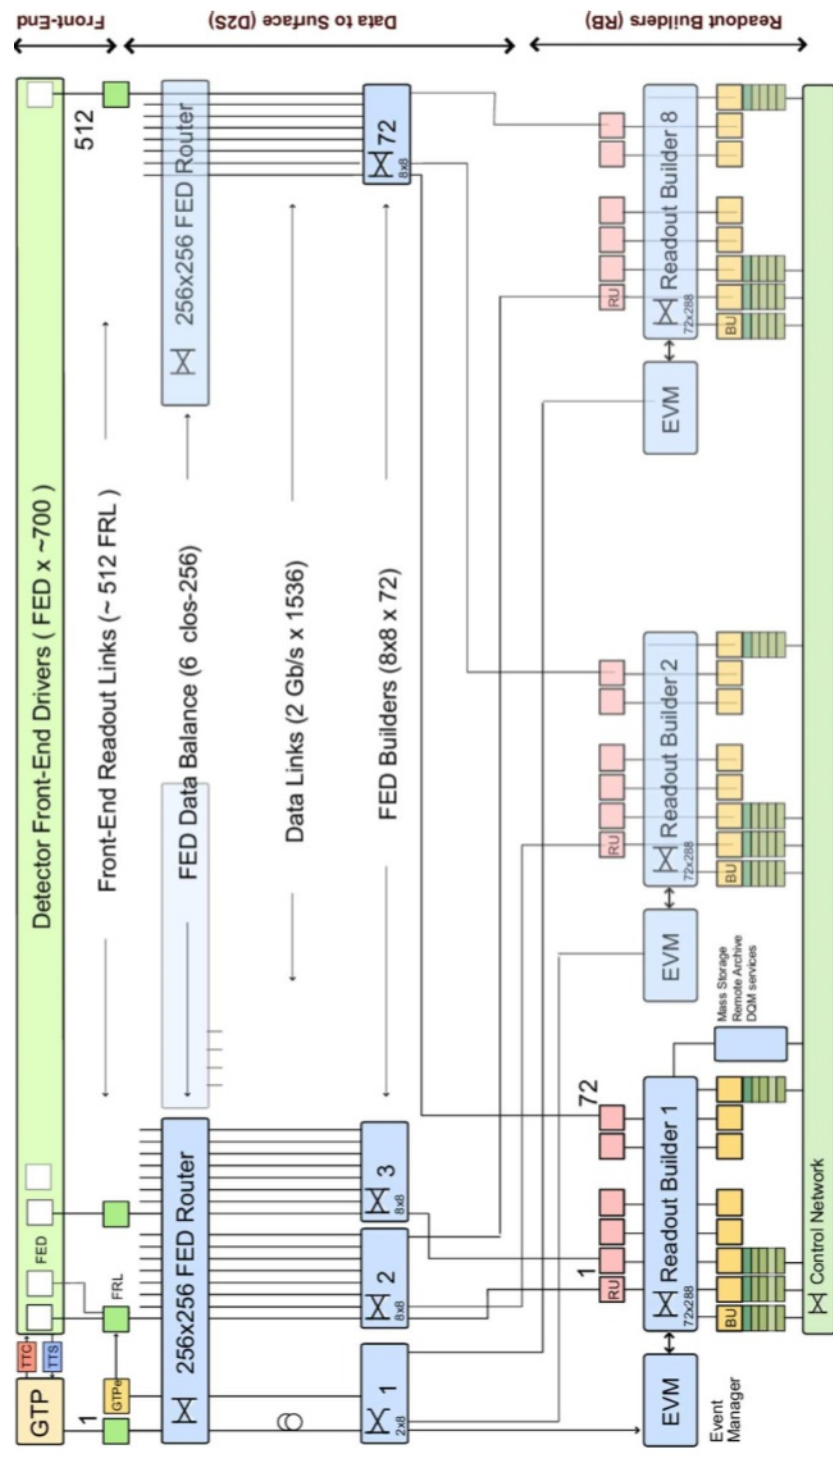 Front-End
Data to Surface (D2S)
Readout Builders (RB)
Detector Front-End Drivers ( FED x ~700 )
GTP
TTC
TTS
FED
1
GTPe
FRL
Front-End Readout Links (~ 512 FRL )
512
256x256 FED Router
FED Data Balance (6 clos-256)
256x256 FED Router
Data Links (2 Gb/s x 1536)
1
2x8
2
8x8
3
8x8
FED Builders (8x8 x 72)
72
8x8
1
72
RU
RU
RU
EVM
Event
Manager
Readout Builder 1
72x288
EVM
Readout Builder 2
72x288
EVM
Readout Builder 8
72x288
BU
Mass Storage
Remote Archive
DQM services
BU
BU
Control Network